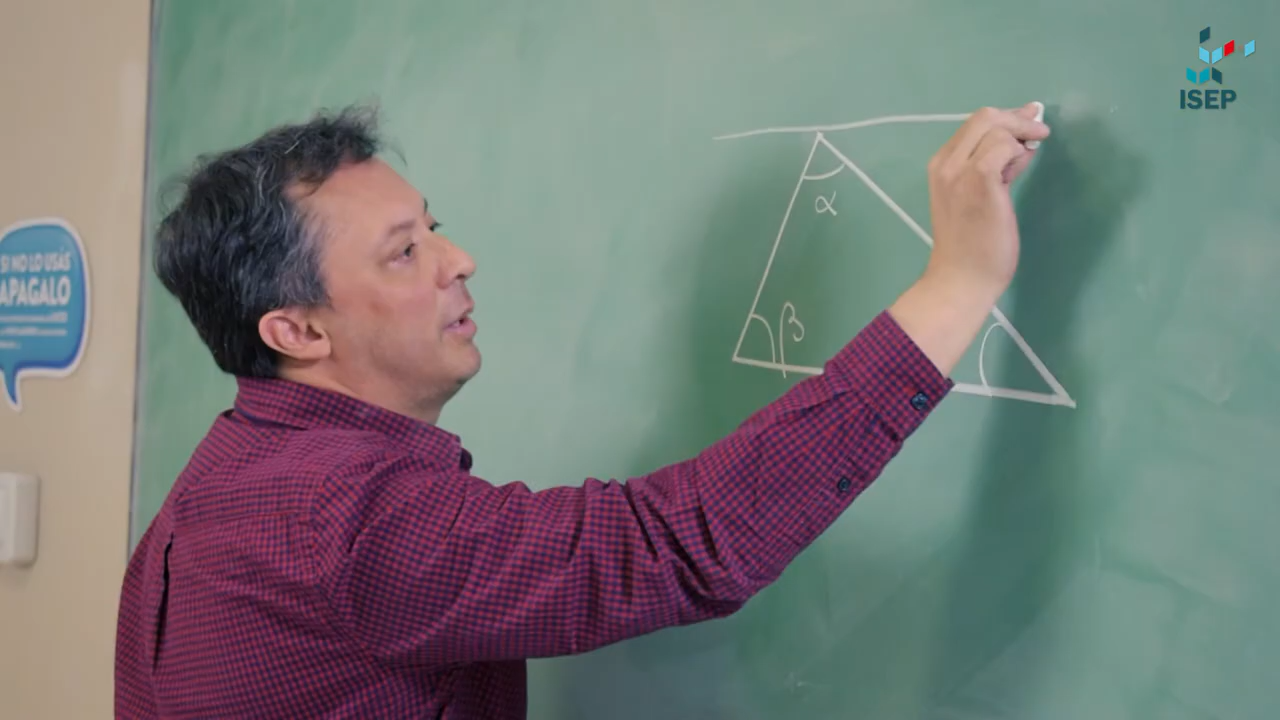 SI NO LO USÁS
APAGALO
ISEP
α
β